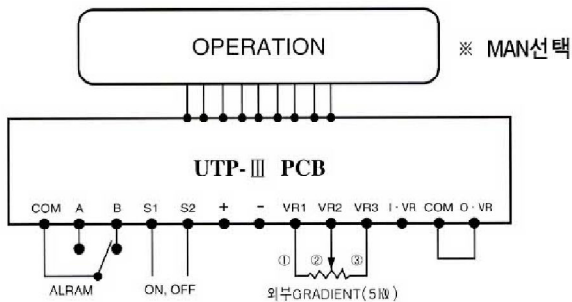 OPERATION
※ MAN선택
UTP-Ⅲ PCB
COM A B S1 S2 + - VR1 VR2 VR3 I·VR COM O·VR
① ② ③
ALRAM ON, OFF 외부GRADIENT(5㏀)